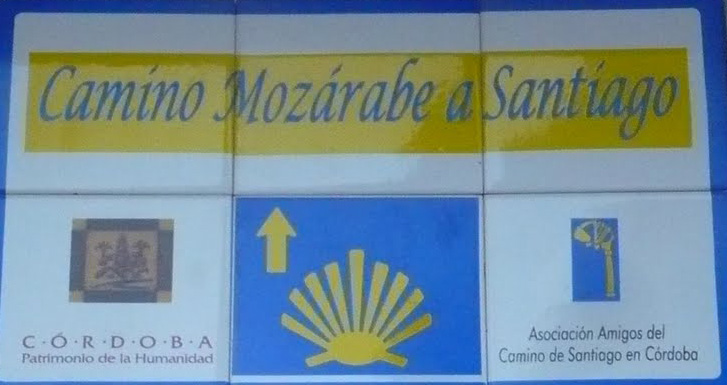 Camino Mozárabe a Santiago
C·Ó·R·D·O·B·A
Patrimonio de la Humanidad
Asociación Amigos del
Camino de Santiago en Córdoba